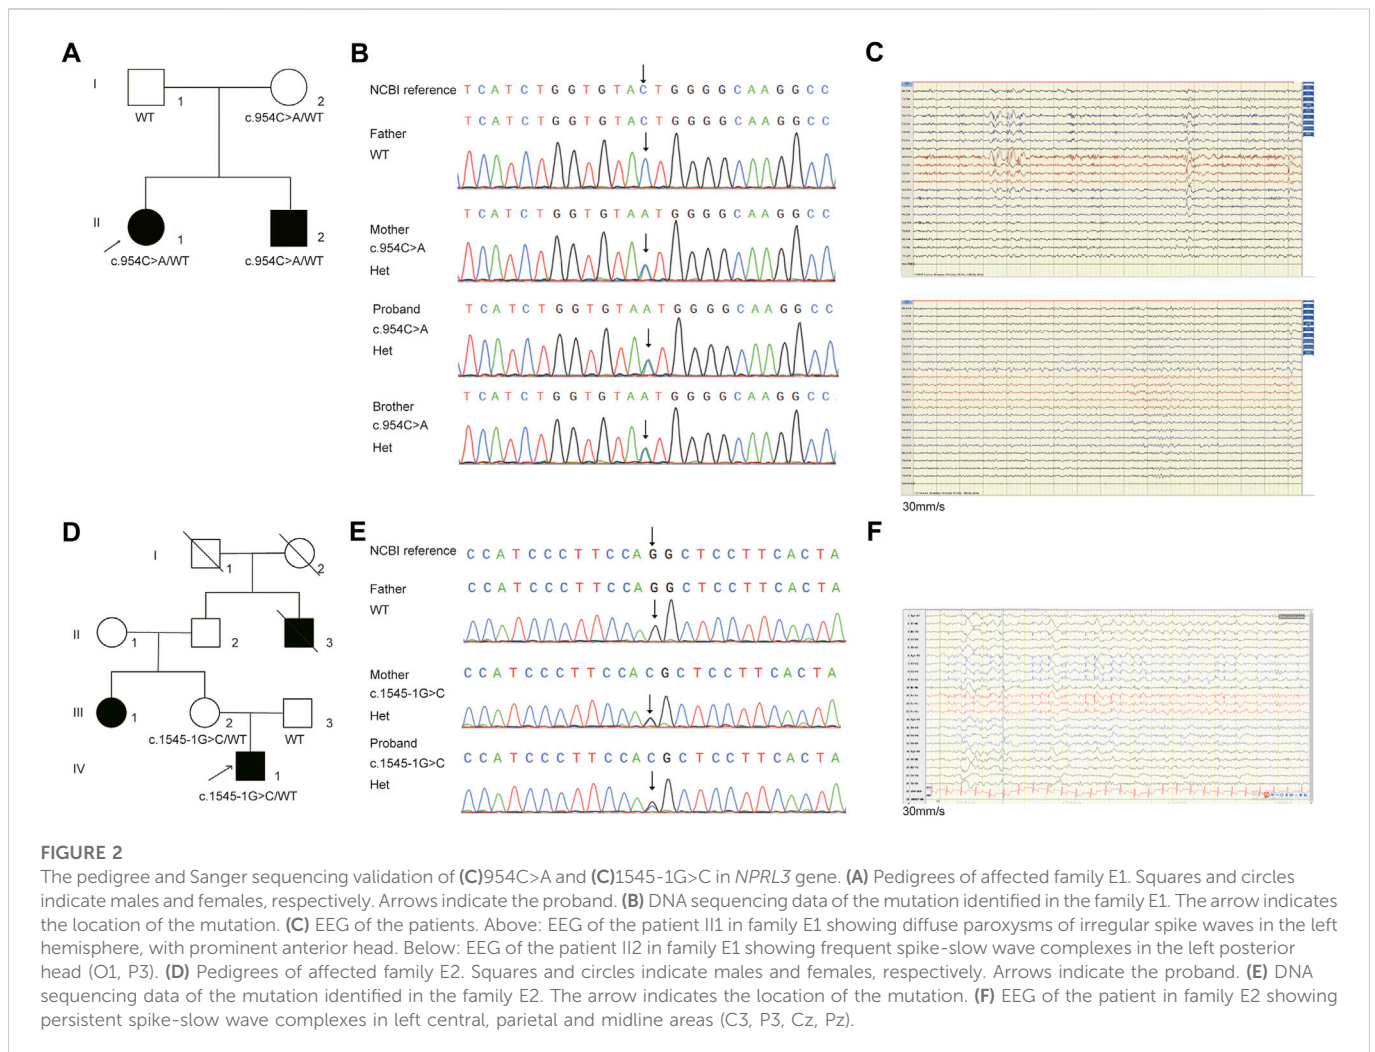 A
I
1
WT
2
c.954C>A/WT
II
1
c.954C>A/WT
2
c.954C>A/WT
B
NCBI reference
T C A T C T G G T G T A C T G G G G C A A G G C C
Father
WT
T C A T C T G G T G T A C T G G G G C A A G G C C
Mother
c.954C>A
Het
T C A T C T G G T G T A A T G G G G C A A G G C C
Proband
c.954C>A
Het
T C A T C T G G T G T A A T G G G G C A A G G C C
Brother
c.954C>A
Het
T C A T C T G G T G T A A T G G G G C A A G G C C
C
30mm/s
D
I
1
2
II
1
2
3
III
1
2
c.1545-1G>C/WT
3
WT
IV
1
c.1545-1G>C/WT
E
NCBI reference
C C A T C C C T T C C A G G C T C C T T C A C T A
Father
WT
C C A T C C C T T C C A G G C T C C T T C A C T A
Mother
c.1545-1G>C
Het
C C A T C C C T T C C A C G C T C C T T C A C T A
Proband
c.1545-1G>C
Het
C C A T C C C T T C C A C G C T C C T T C A C T A
F
30mm/s
FIGURE 2
The pedigree and Sanger sequencing validation of (C)954C>A and (C)1545-1G>C in NPRL3 gene. (A) Pedigrees of affected family E1. Squares and circles
indicate males and females, respectively. Arrows indicate the proband. (B) DNA sequencing data of the mutation identified in the family E1. The arrow indicates
the location of the mutation. (C) EEG of the patients. Above: EEG of the patient II1 in family E1 showing diffuse paroxysms of irregular spike waves in the left
hemisphere, with prominent anterior head. Below: EEG of the patient II2 in family E1 showing frequent spike-slow wave complexes in the left posterior
head (O1, P3). (D) Pedigrees of affected family E2. Squares and circles indicate males and females, respectively. Arrows indicate the proband. (E) DNA
sequencing data of the mutation identified in the family E2. The arrow indicates the location of the mutation. (F) EEG of the patient in family E2 showing
persistent spike-slow wave complexes in left central, parietal and midline areas (C3, P3, Cz, Pz).